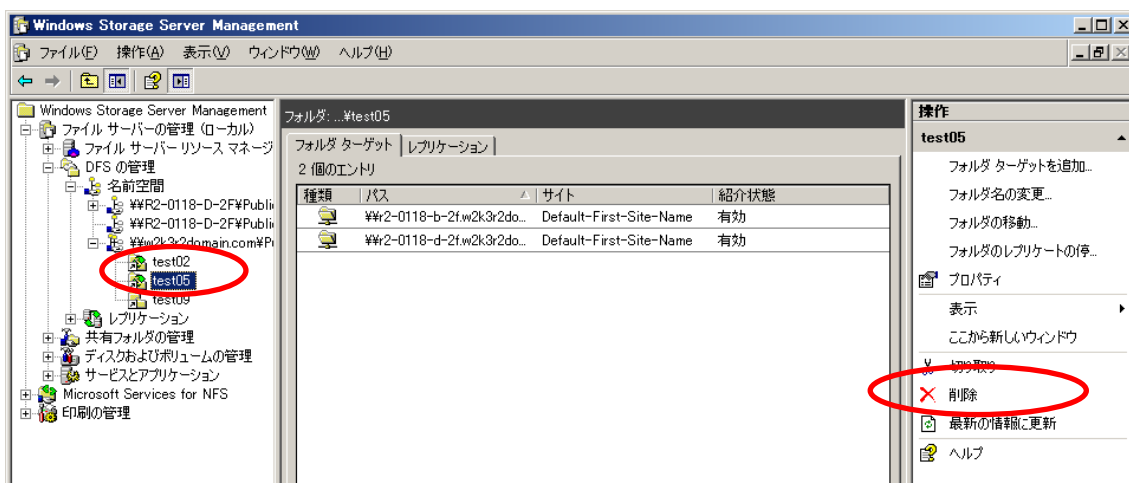 Windows Storage Server Management
ファイル(F) 操作(A) 表示(V) ウィンドウ(W) ヘルプ(H)
Windows Storage Server Management
ファイル サーバーの管理 (ローカル)
ファイル サーバー リソース マネージ
DFS の管理
名前空間
¥¥R2-0118-D-2F¥Publi
¥¥R2-0118-D-2F¥Publi
¥¥w2k3r2domain.com¥P
test02
test05
test09
レプリケーション
共有フォルダの管理
ディスクおよびボリュームの管理
サービスとアプリケーション
Microsoft Services for NFS
印刷の管理
フォルダ: ...¥test05
フォルダ ターゲット レプリケーション
2 個のエントリ
種類 パス サイト 紹介状態
¥¥r2-0118-b-2f.w2k3r2do... Default-First-Site-Name 有効
¥¥r2-0118-d-2f.w2k3r2do... Default-First-Site-Name 有効
操作
test05
フォルダ ターゲットを追加...
フォルダ名の変更...
フォルダの移動...
フォルダのレプリケートの停...
プロパティ
表示
ここから新しいウィンドウ
切り取り
削除
最新の情報に更新
ヘルプ